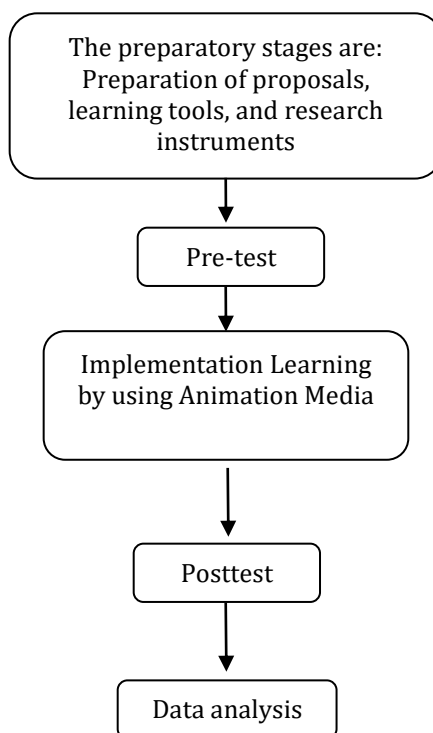 The preparatory stages are:
Preparation of proposals,
learning tools, and research
instruments
Pre-test
Implementation Learning
by using Animation Media
Posttest
Data analysis